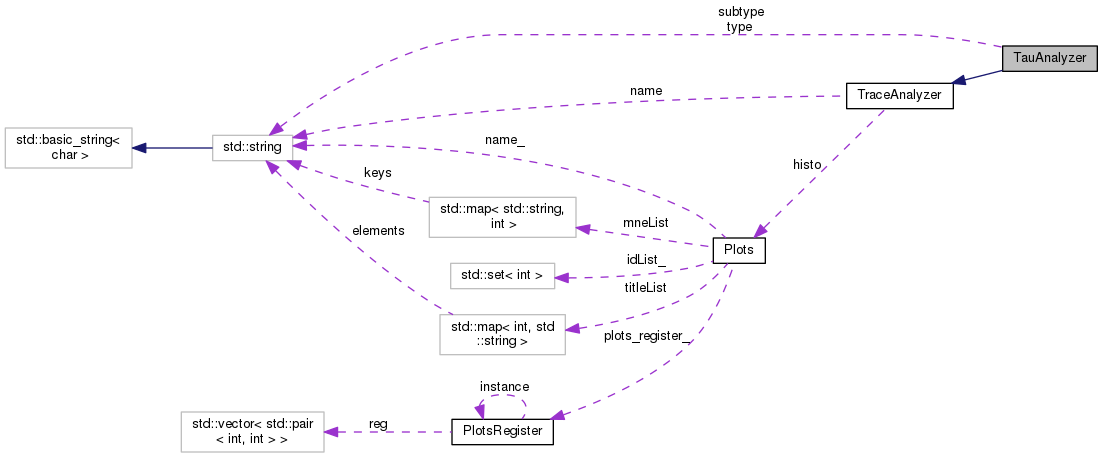 subtype
type
TauAnalyzer
name
TraceAnalyzer
std::basic_string<
char >
std::string
name_
histo
keys
std::map< std::string,
int >
mneList
elements
Plots
idList_
std::set< int >
titleList
std::map< int, std
::string >
plots_register_
instance
std::vector< std::pair
< int, int > >
reg
PlotsRegister